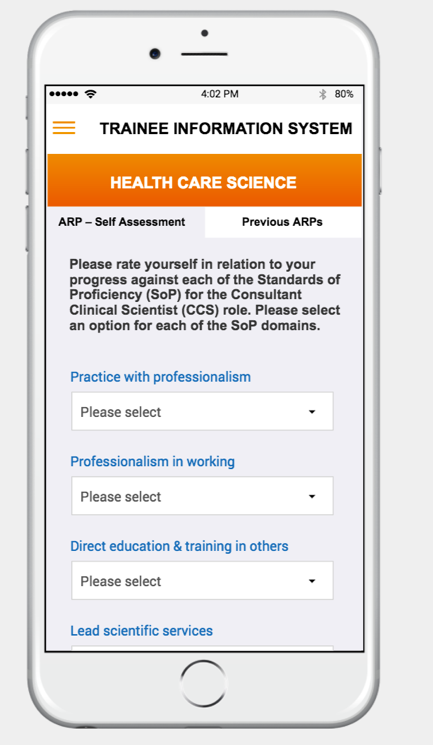 4:02 PM 80%
TRAINEE INFORMATION SYSTEM
HEALTH CARE SCIENCE
ARP – Self Assessment Previous ARPs
Please rate yourself in relation to your
progress against each of the Standards of
Proficiency (SoP) for the Consultant
Clinical Scientist (CCS) role. Please select
an option for each of the SoP domains.
Practice with professionalism
Please select
Professionalism in working
Please select
Direct education & training in others
Please select
Lead scientific services